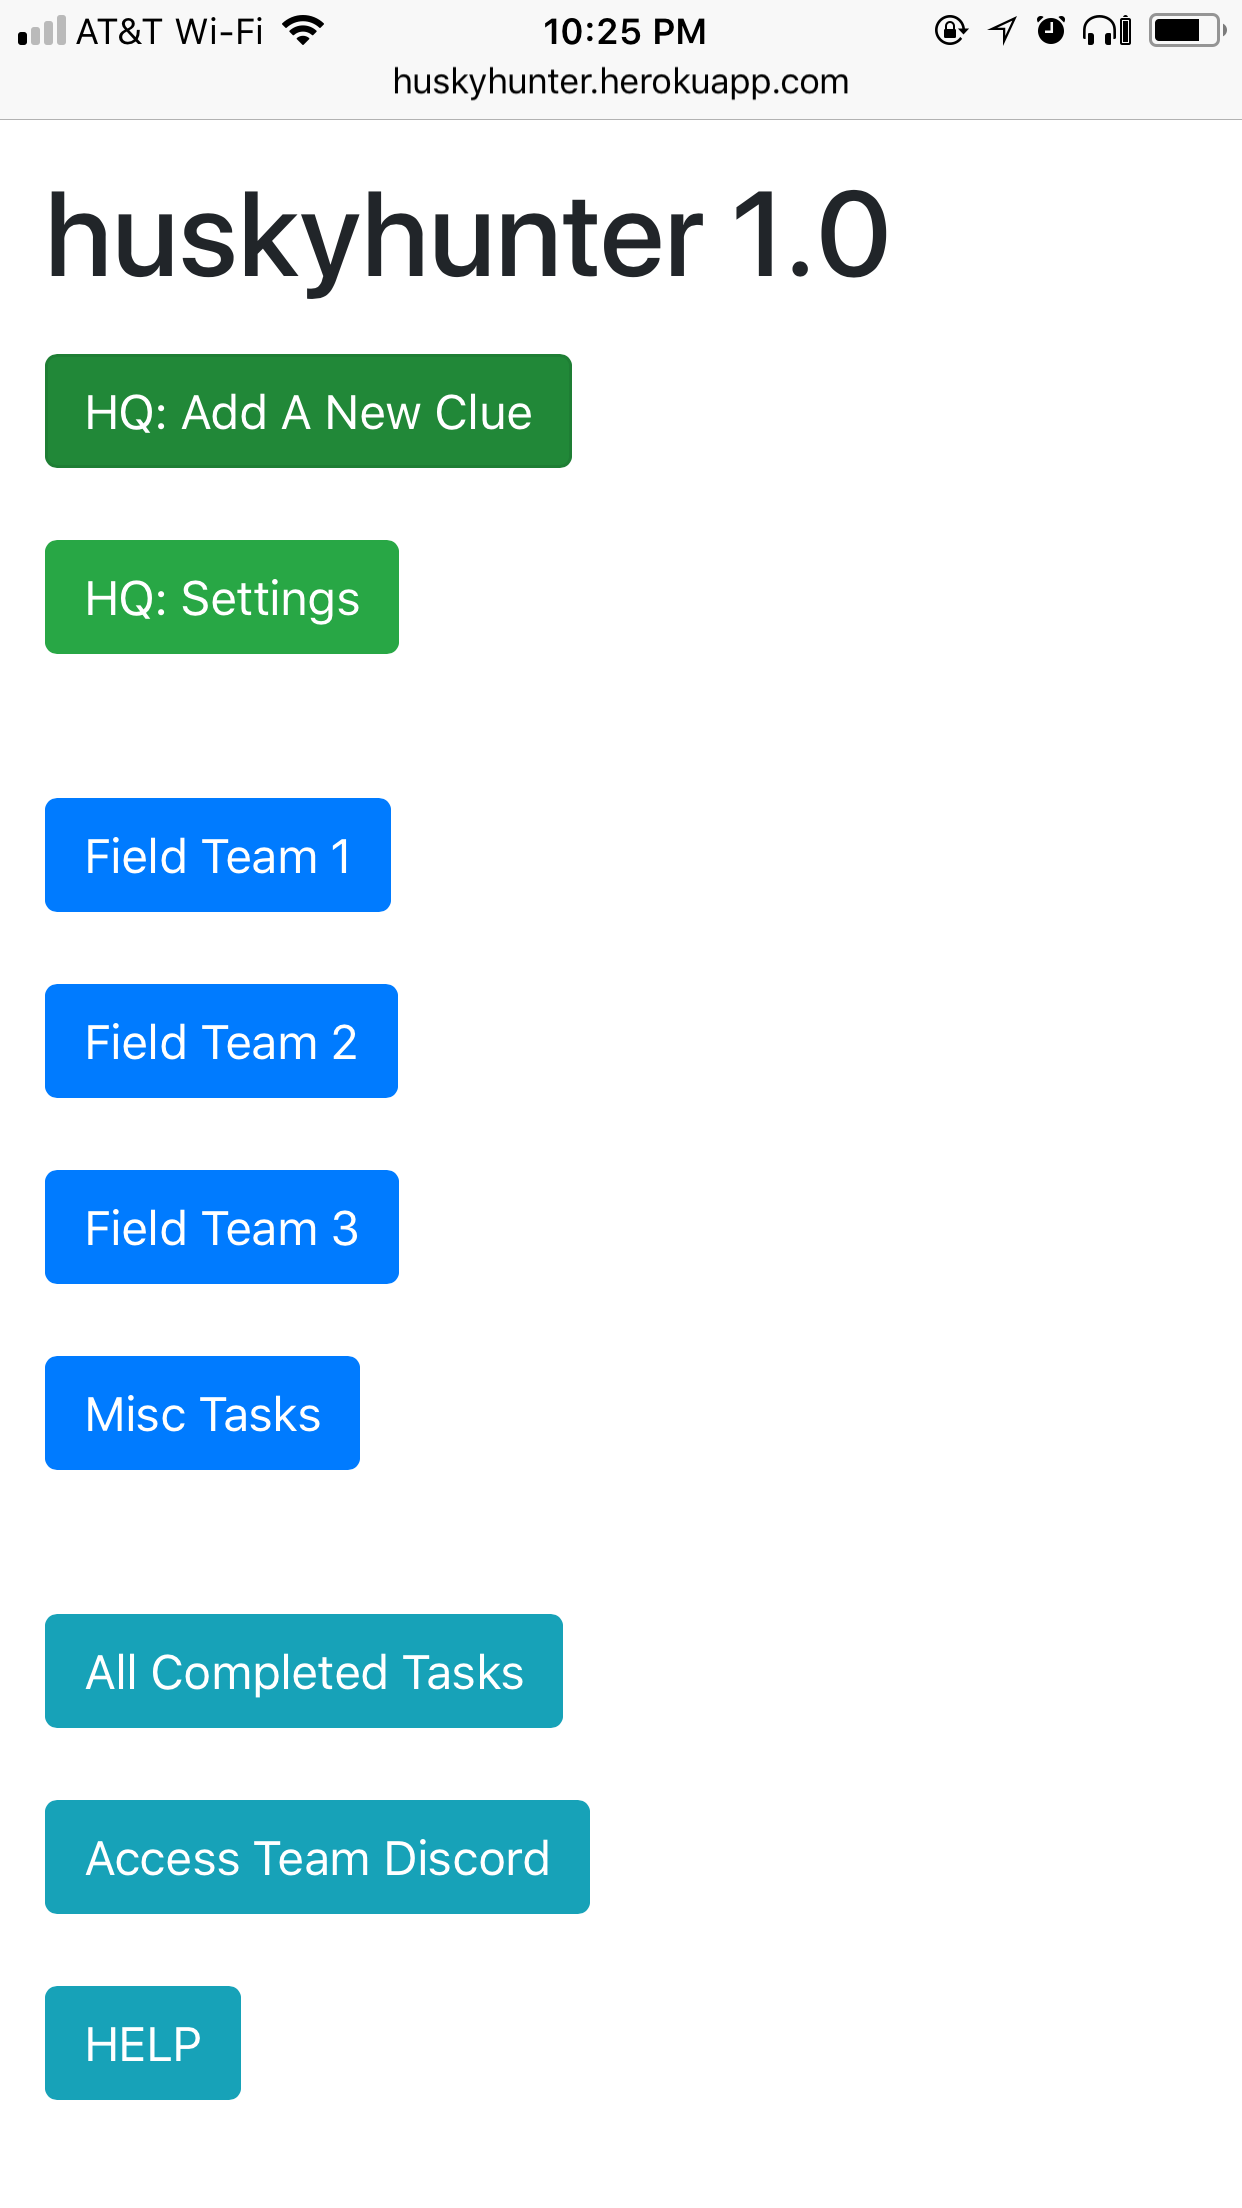 AT&T Wi-Fi 10:25 PM
huskyhunter.herokuapp.com
huskyhunter 1.0
HQ: Add A New Clue
HQ: Settings
Field Team 1
Field Team 2
Field Team 3
Misc Tasks
All Completed Tasks
Access Team Discord
HELP